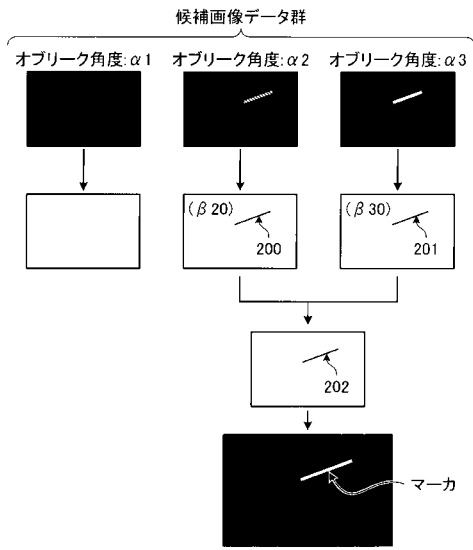 候補画像データ群
オブリーク角度:α1 オブリーク角度:α2 オブリーク角度:α3
(β20) (β30)
200 201
202
マーカ